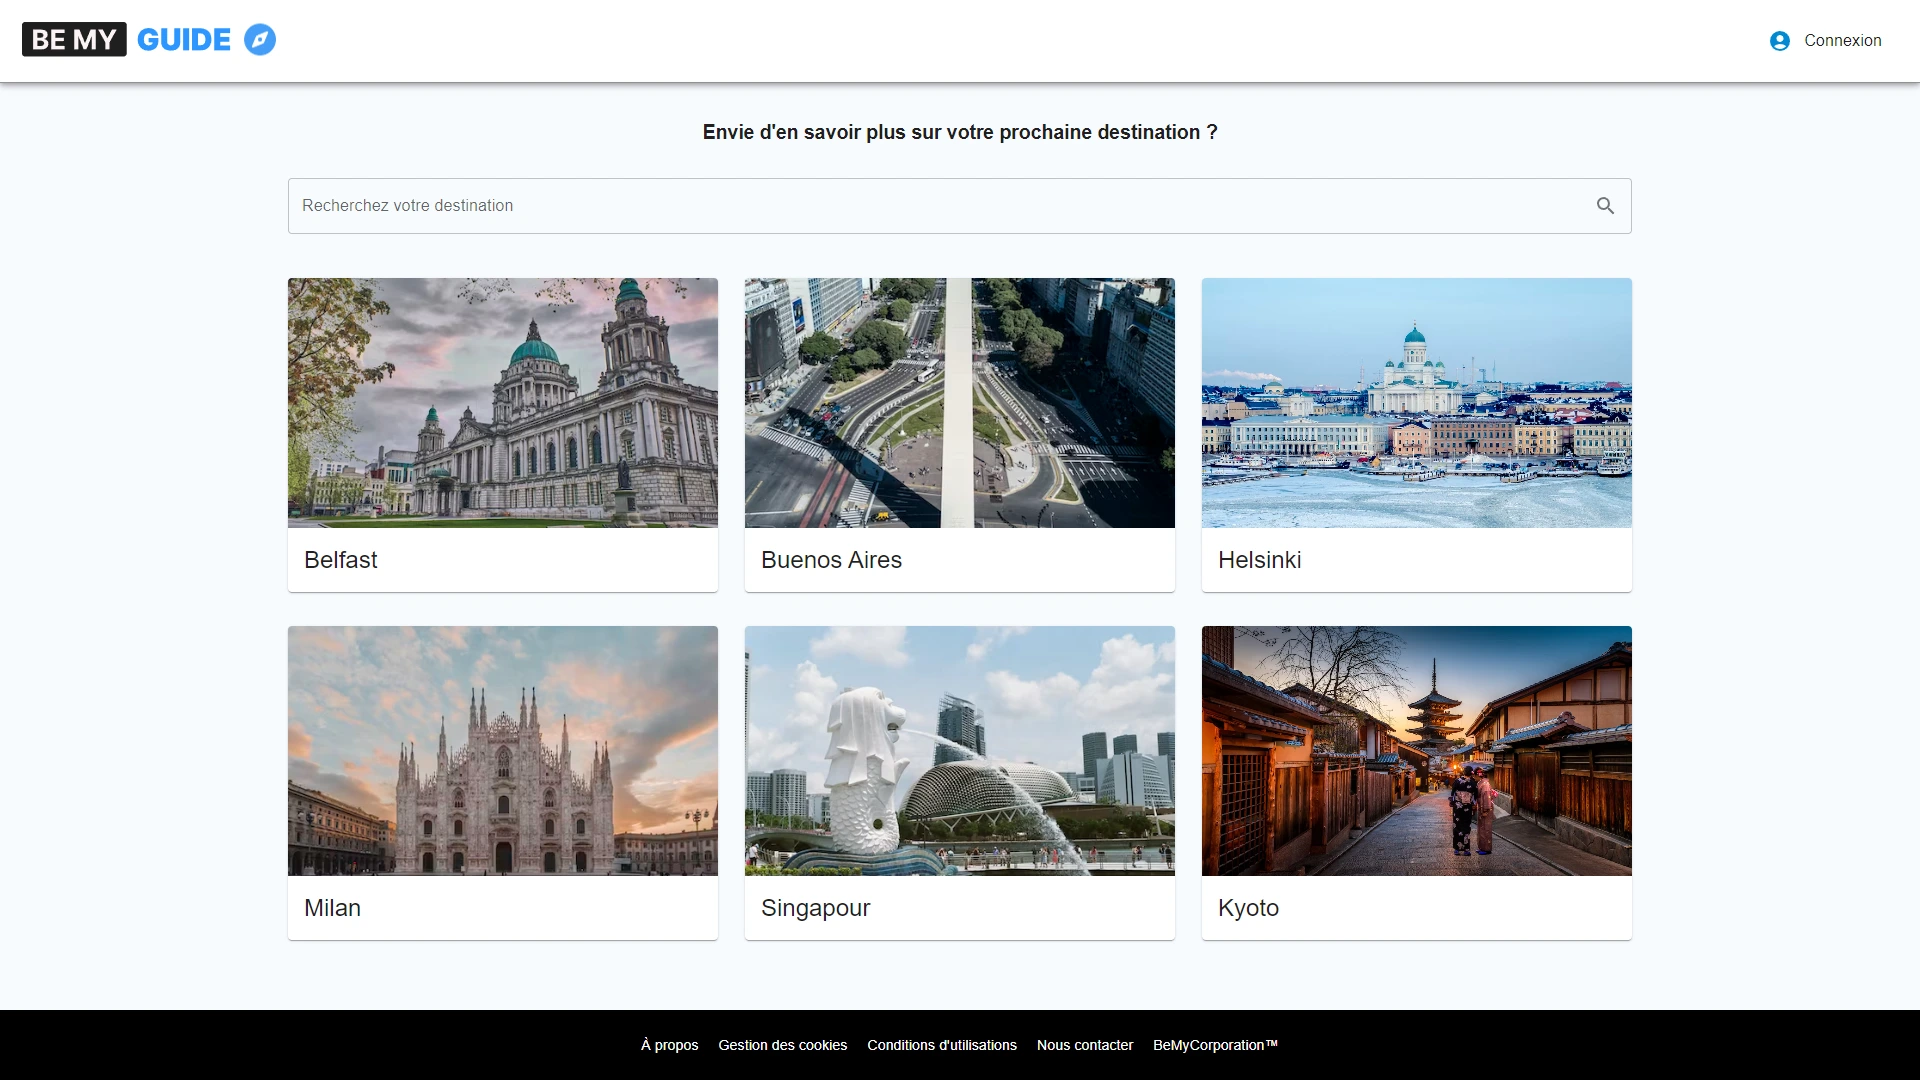 BE MY GUIDE
Connexion
Envie d'en savoir plus sur votre prochaine destination ?
Recherchez votre destination
Belfast
Buenos Aires
Helsinki
Milan
Singapour
Kyoto
À propos
Gestion des cookies
Conditions d'utilisations
Nous contacter
BeMyCorporation™